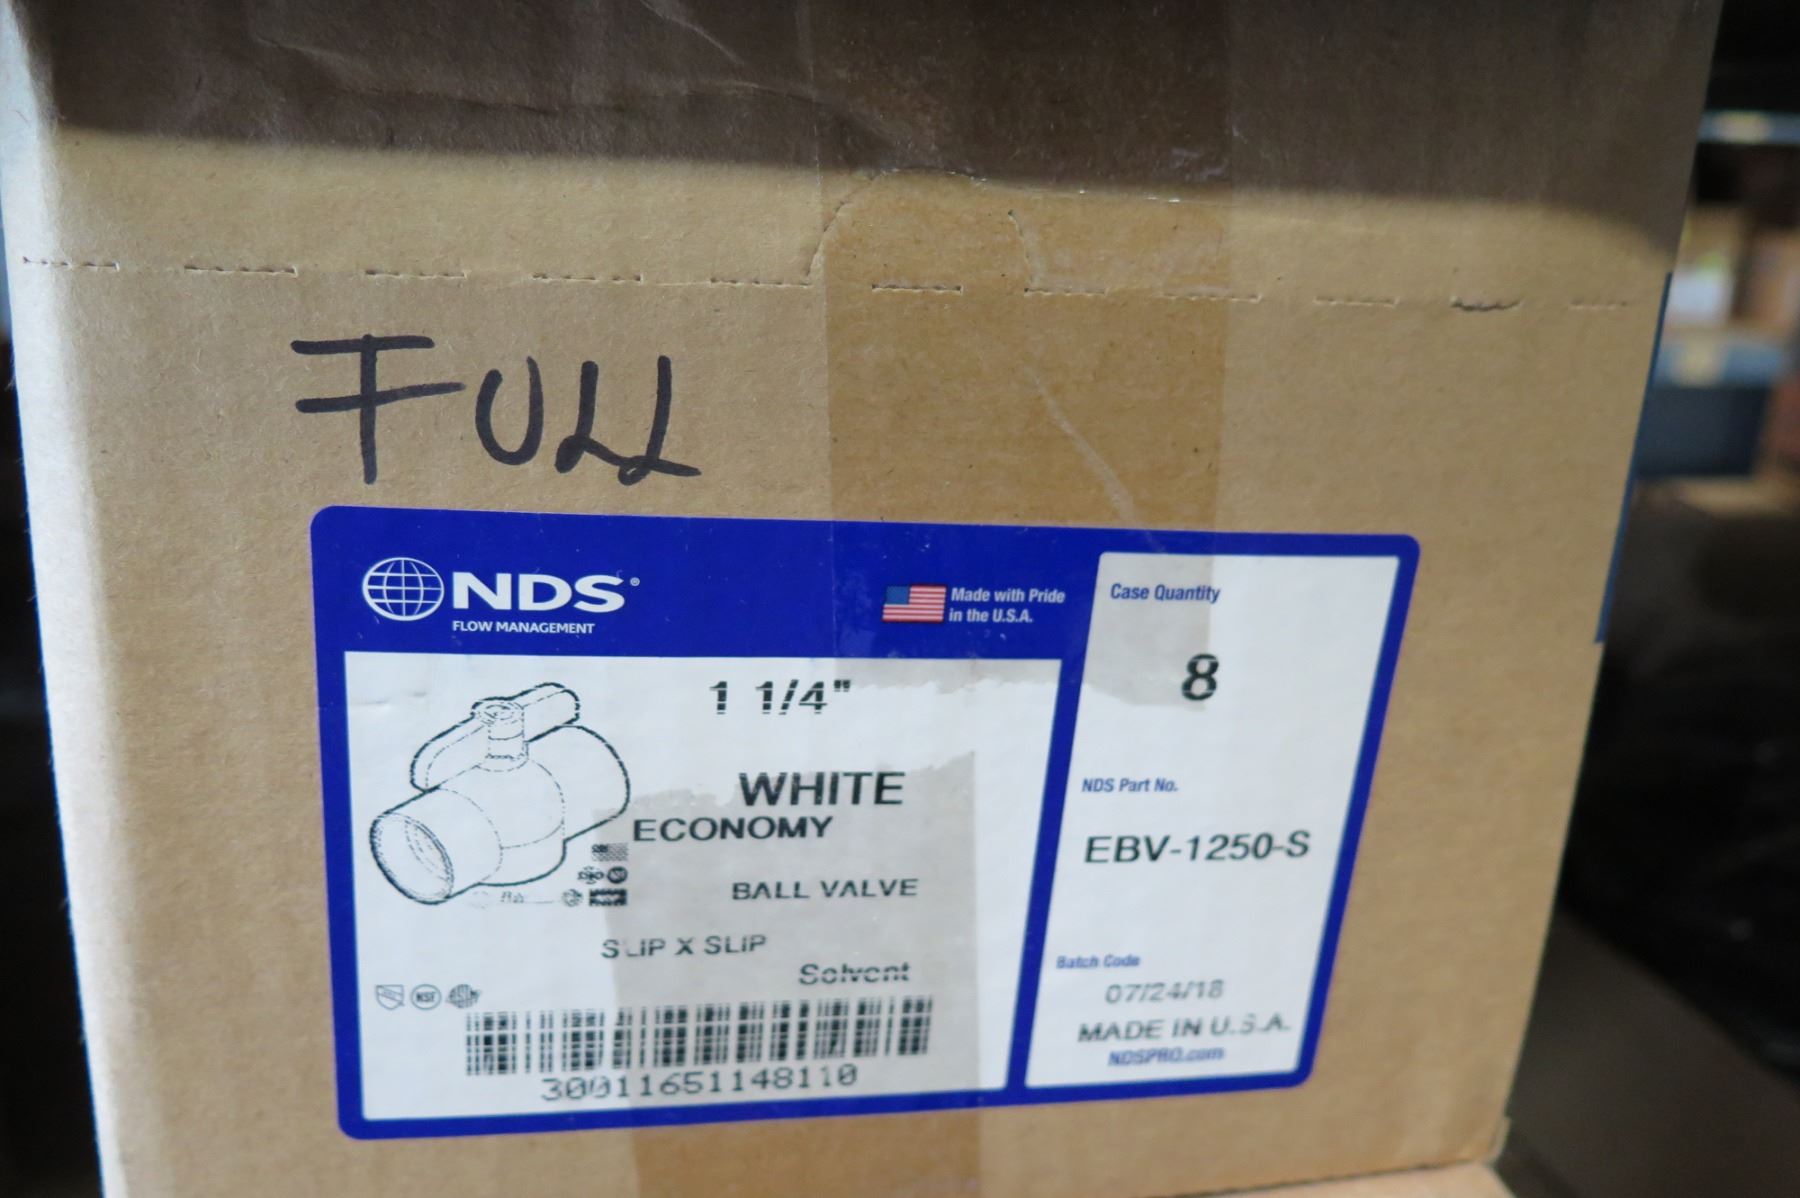 FULL
NDS®
FLOW MANAGEMENT
Made with Pride
in the U.S.A.
Case Quantity
8
1 1/4"
WHITE
ECONOMY
BALL VALVE
SLIP X SLIP
Solvent
NSF
30011651148110
NDS Part No.
EBV-1250-S
Batch Code
07/24/18
MADE IN U.S.A.
NDSPRO.com